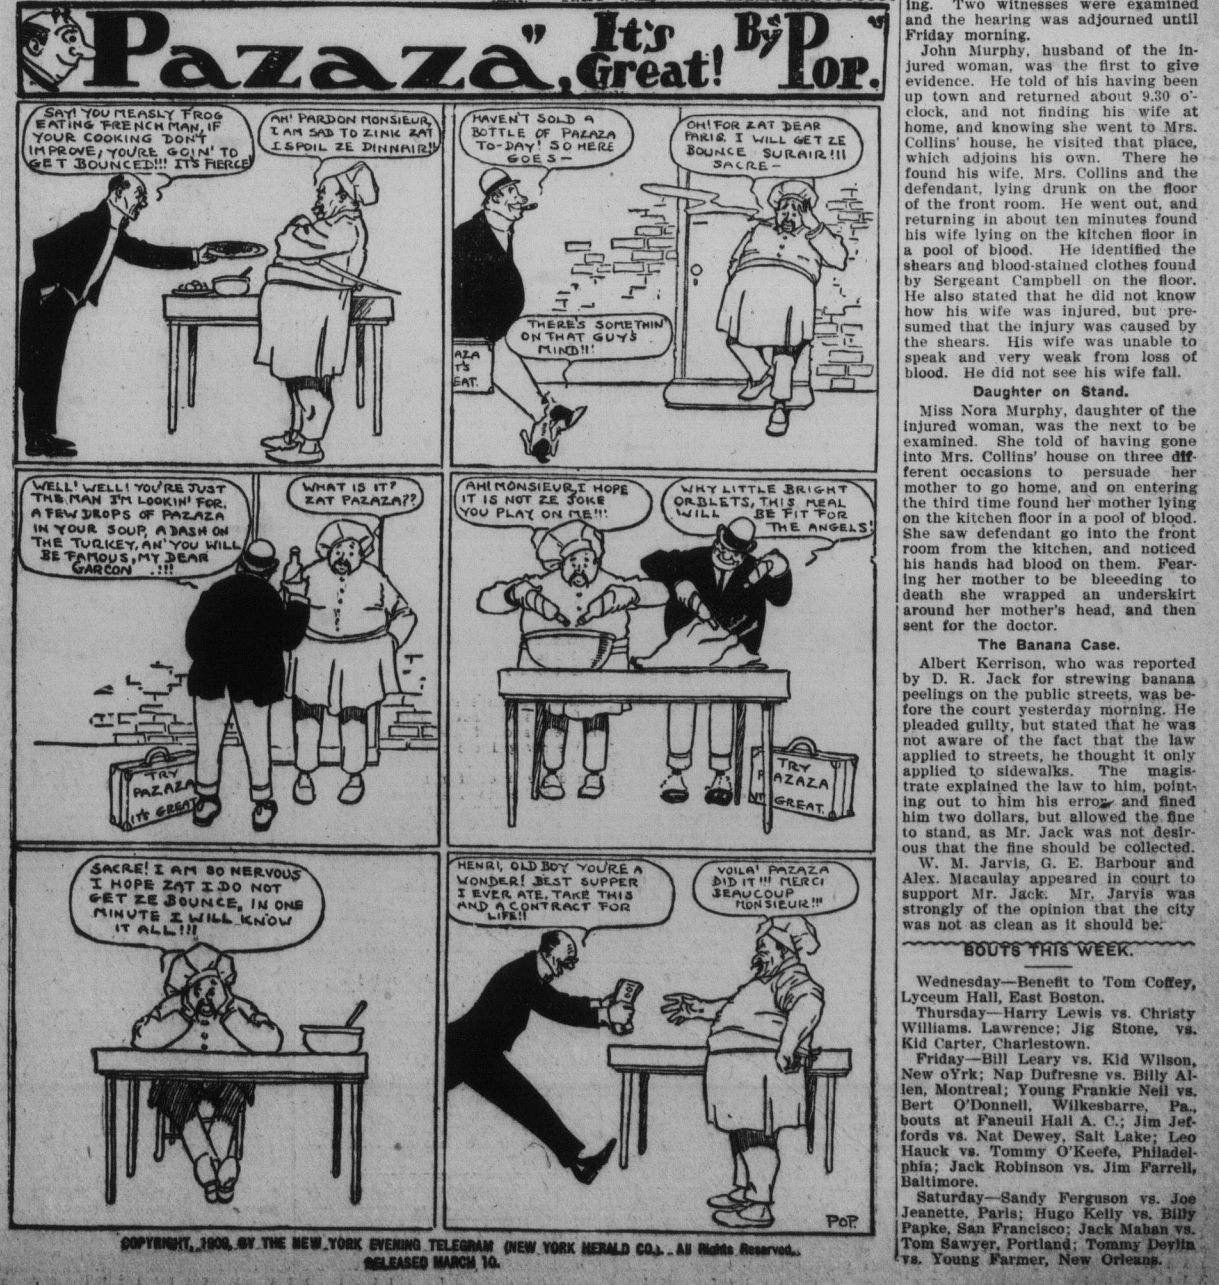 "Pazaza", It's Great! By Pop.
SAY! YOU MEASLY FROG
EATING FRENCHMAN, IF
YOUR COOKING DON'T
IMPROVE, YOU'RE GOIN' TO
GET BOUNCED!!! IT'S FIERCE
AH! PARDON MONSIEUR,
I AM SAD TO ZINK ZAT
I SPOIL ZE DINNAIR!!
HAVEN'T SOLD A
BOTTLE OF PAZAZA
TO-DAY! SO HERE
GOES—
OH! FOR ZAT DEAR
PARIS. I WILL GET ZE
BOUNCE SURAIR!!!
SACRE—
THERE'S SOMETHIN
ON THAT GUY'S
MIND!!
AZA
T'S
EAT.
WELL! WELL! YOU'RE JUST
THE MAN I'M LOOKIN' FOR.
A FEW DROPS OF PAZAZA
IN YOUR SOUP, A DASH ON
THE TURKEY, AN' YOU WILL
BE FAMOUS, MY DEAR
GARCON .!!!
WHAT IS IT?
ZAT PAZAZA??
TRY
PAZAZA
IT'S GREAT
AH! MONSIEUR, I HOPE
IT IS NOT ZE JOKE
YOU PLAY ON ME!!!
WHY LITTLE BRIGHT
ORBLETS, THIS MEAL
WILL BE FIT FOR
THE ANGELS!
TRY
PAZAZA
GREAT.
SACRE! I AM SO NERVOUS
I HOPE ZAT I DO NOT
GET ZE BOUNCE, IN ONE
MINUTE I WILL KNOW
IT ALL!!!
HENRI, OLD BOY YOU'RE A
WONDER! BEST SUPPER
I EVER ATE, TAKE THIS
AND A CONTRACT FOR
LIFE!!
VOILA! PAZAZA
DID IT!!! MERCI
BEAUCOUP
MONSIEUR!!!
POP.
COPYRIGHT, 1909, BY THE NEW YORK EVENING TELEGRAM (NEW YORK HERALD CO.). All Rights Reserved.
RELEASED MARCH 10.
ing. Two witnesses were examined
and the hearing was adjourned until
Friday morning.
John Murphy, husband of the in-
jured woman, was the first to give
evidence. He told of his having been
up town and returned about 9.30 o'-
clock, and not finding his wife at
home, and knowing she went to Mrs.
Collins' house, he visited that place,
which adjoins his own. There he
found his wife, Mrs. Collins and the
defendant, lying drunk on the floor
of the front room. He went out, and
returning in about ten minutes found
his wife lying on the kitchen floor in
a pool of blood. He identified the
shears and blood-stained clothes found
by Sergeant Campbell on the floor.
He also stated that he did not know
how his wife was injured, but pre-
sumed that the injury was caused by
the shears. His wife was unable to
speak and very weak from loss of
blood. He did not see his wife fall.
Daughter on Stand.
Miss Nora Murphy, daughter of the
injured woman, was the next to be
examined. She told of having gone
into Mrs. Collins' house on three dif-
ferent occasions to persuade her
mother to go home, and on entering
the third time found her mother lying
on the kitchen floor in a pool of blood.
She saw defendant go into the front
room from the kitchen, and noticed
his hands had blood on them. Fear-
ing her mother to be bleeeding to
death she wrapped an underskirt
around her mother's head, and then
sent for the doctor.
The Banana Case.
Albert Kerrison, who was reported
by D. R. Jack for strewing banana
peelings on the public streets, was be-
fore the court yesterday morning. He
pleaded guilty, but stated that he was
not aware of the fact that the law
applied to streets, he thought it only
applied to sidewalks. The magis-
trate explained the law to him, point-
ing out to him his error and fined
him two dollars, but allowed the fine
to stand, as Mr. Jack was not desir-
ous that the fine should be collected.
W. M. Jarvis, G. E. Barbour and
Alex. Macaulay appeared in court to
support Mr. Jack. Mr. Jarvis was
strongly of the opinion that the city
was not as clean as it should be.
BOUTS THIS WEEK.
Wednesday—Benefit to Tom Coffey,
Lyceum Hall, East Boston.
Thursday—Harry Lewis vs. Christy
Williams. Lawrence; Jig Stone, vs.
Kid Carter, Charlestown.
Friday—Bill Leary vs. Kid Wilson,
New oYrk; Nap Dufresne vs. Billy Al-
len, Montreal; Young Frankie Neil vs.
Bert O'Donnell, Wilkesbarre, Pa.,
bouts at Faneuil Hall A. C.; Jim Jef-
fords vs. Nat Dewey, Salt Lake; Leo
Hauck vs. Tommy O'Keefe, Philadel-
phia; Jack Robinson vs. Jim Farrell,
Baltimore.
Saturday—Sandy Ferguson vs. Joe
Jeanette, Paris; Hugo Kelly vs. Billy
Papke, San Francisco; Jack Mahan vs.
Tom Sawyer, Portland; Tommy Devlin
vs. Young Farmer, New Orleans.